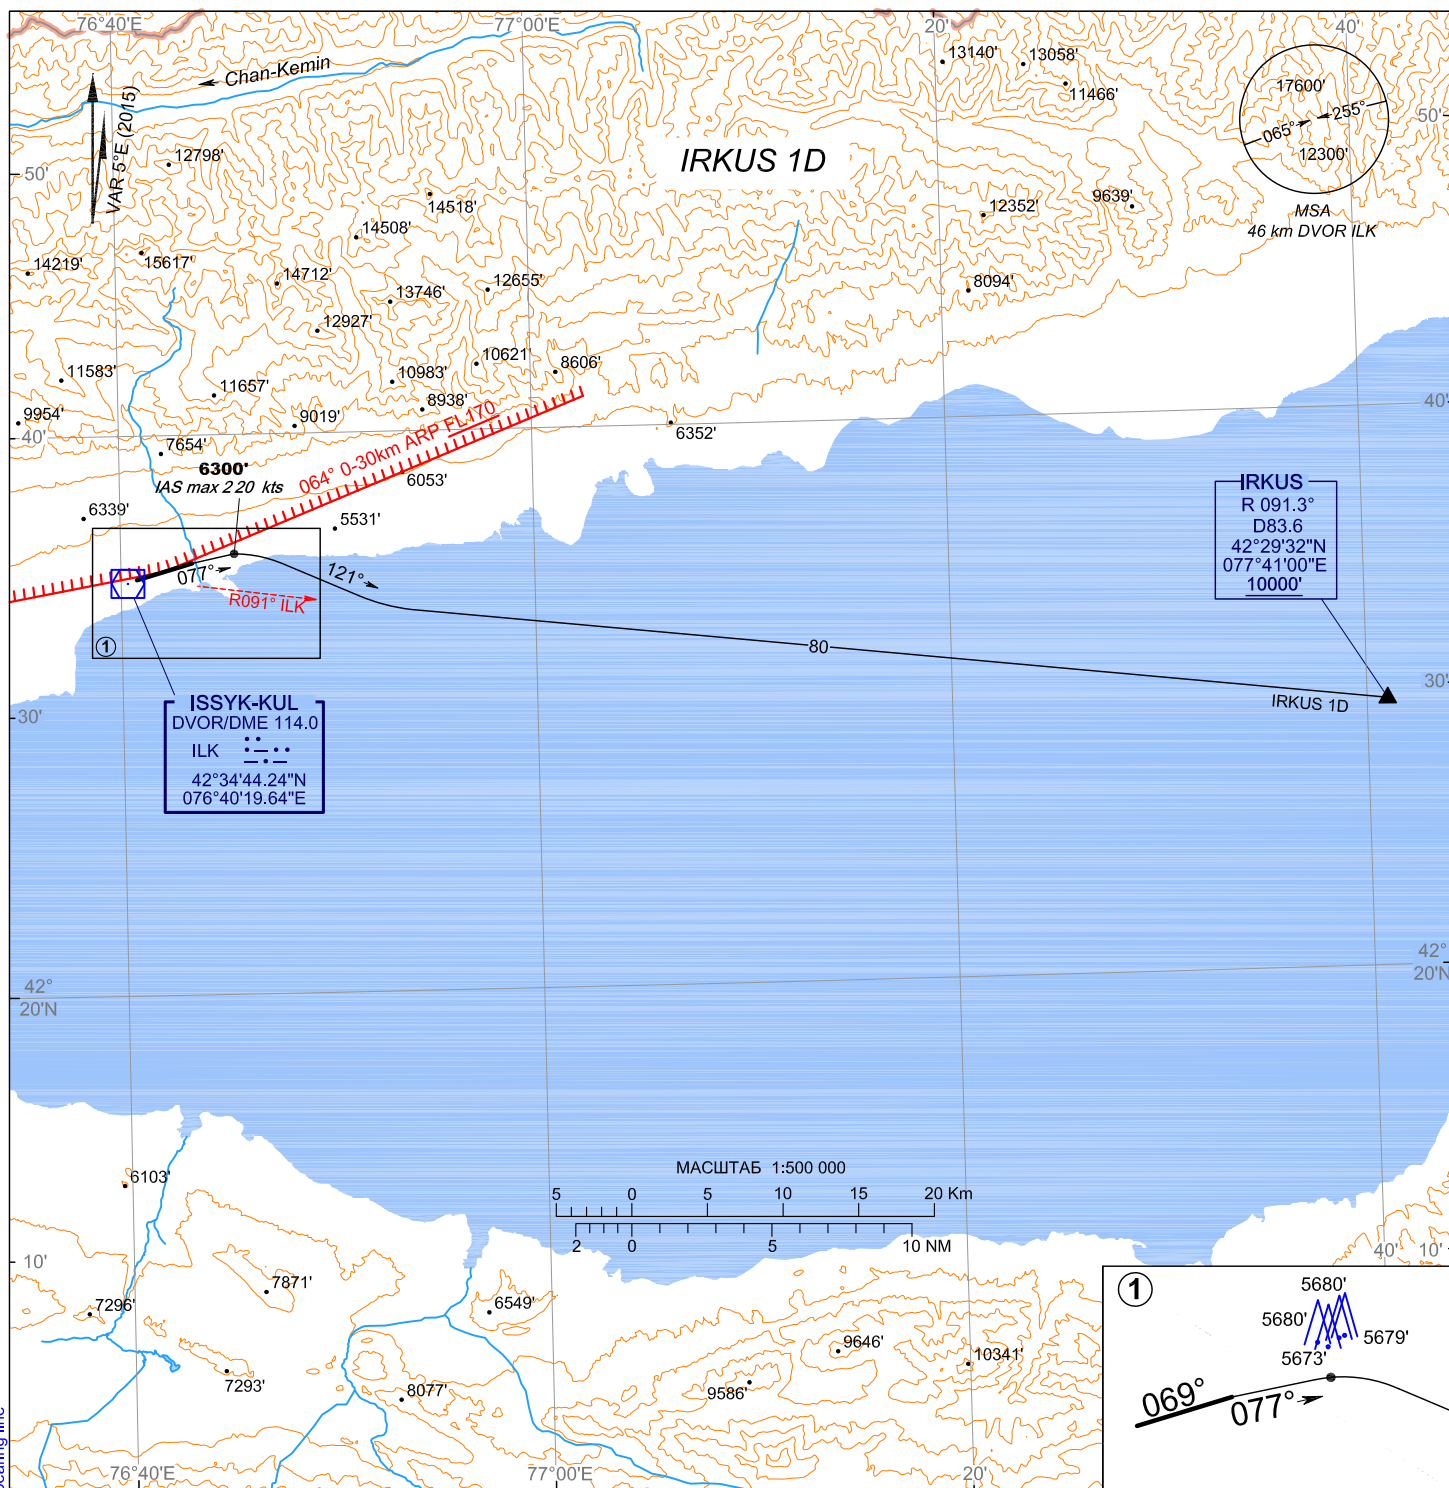 76°40'
77°00'
20'
40'
Chan-Kemin
13140'
13058'
11466'
17600'
065°
255°
12300'
50'
MSA
46 km DVOR ILK
VAR 5°E (2015)
12798'
IRKUS 1D
50'
14518'
14508'
12352'
9639'
14219'
15617'
14712'
13746'
12655'
8094'
12927'
10621'
8606'
11583'
11657'
10983'
8938'
40'
9954'
9019'
6352'
40'
7654'
6300'
IAS max 220 kts
064° 0-30km ARP FL170
6053'
6339'
5531'
077°
121°
R091° ILK
1
80
IRKUS
R 091.3°
D83.6
42°29'32"N
077°41'00"E
10000'
30'
IRKUS 1D
30'
ISSYK-KUL
DVOR/DME 114.0
ILK
42°34'44.24"N
076°40'19.64"E
42°
20'N
42°
20'N
6103'
МАСШТАБ 1:500 000
5 0 5 10 15 20 Km
2 0 5 10 NM
10'
40'
10'
7871'
7296'
6549'
9646'
10341'
7293'
8077'
9586'
1
5680'
5680'
5679'
5673'
069°
077°
76°40'E
77°00'E
20'